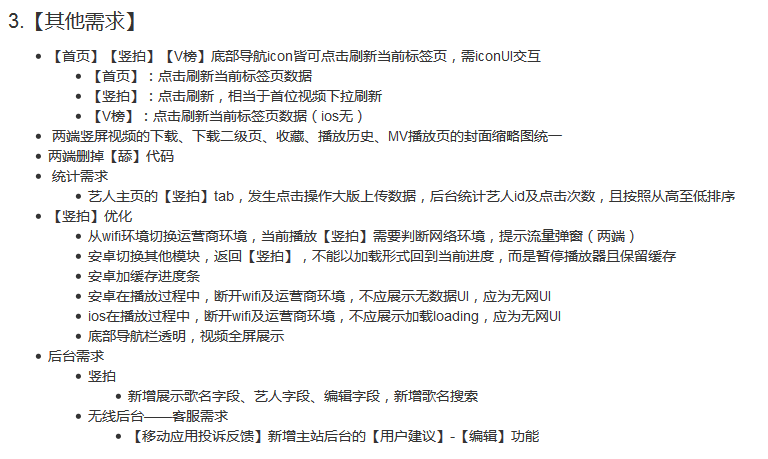 3.【其他需求】
【首页】【竖拍】【V榜】底部导航icon皆可点击刷新当前标签页，需iconUI交互
【首页】：点击刷新当前标签页数据
【竖拍】：点击刷新，相当于首位视频下拉刷新
【V榜】：点击刷新当前标签页数据（ios无）
两端竖屏视频的下载、下载二级页、收藏、播放历史、MV播放页的封面缩略图统一
两端删掉【舔】代码
统计需求
艺人主页的【竖拍】tab，发生点击操作大版上传数据，后台统计艺人id及点击次数，且按照从高至低排序
【竖拍】优化
从wifi环境切换运营商环境，当前播放【竖拍】需要判断网络环境，提示流量弹窗（两端）
安卓切换其他模块，返回【竖拍】，不能以加载形式回到当前进度，而是暂停播放器且保留缓存
安卓加缓存进度条
安卓在播放过程中，断开wifi及运营商环境，不应展示无数据UI，应为无网UI
ios在播放过程中，断开wifi及运营商环境，不应展示加载loading，应为无网UI
底部导航栏透明，视频全屏展示
后台需求
竖拍
新增展示歌名字段、艺人字段、编辑字段，新增歌名搜索
无线后台——客服需求
【移动应用投诉反馈】新增主站后台的【用户建议】-【编辑】功能